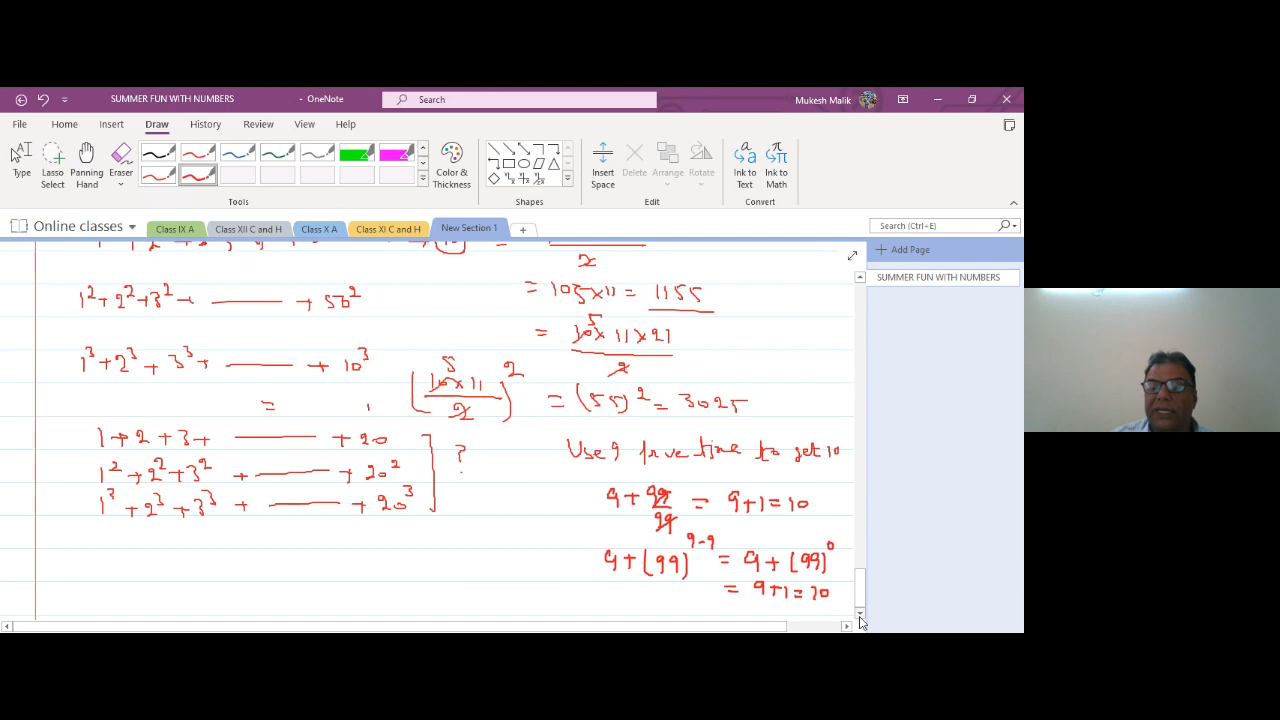 SUMMER FUN WITH NUMBERS - OneNote
Search
Mukesh Malik
File Home Insert Draw History Review View Help
Type
Lasso Select
Panning Hand
Eraser
Color & Thickness
Insert Space
Delete
Arrange
Rotate
Ink to Text
Ink to Math
Tools
Shapes
Edit
Convert
Online classes
Class IX A
Class XII C and H
Class X A
Class XI C and H
New Section 1
Search (Ctrl+E)
Add Page
SUMMER FUN WITH NUMBERS
1² + 2² + 3² + —— + 50²
= 105 × 11 = 1155
= 10 5 × 11 × 21 / 2
1³ + 2³ + 3³ + —— + 10³
= (10 5 × 11 / 2)² = (55)² = 3025
1 + 2 + 3 + —— + 20
1² + 2² + 3² + —— + 20² ] ?
1³ + 2³ + 3³ + —— + 20³
Use 9 five time to get 10
9 + 99/99 = 9 + 1 = 10
9 + (99)⁹⁻⁹ = 9 + (99)⁰
= 9 + 1 = 10